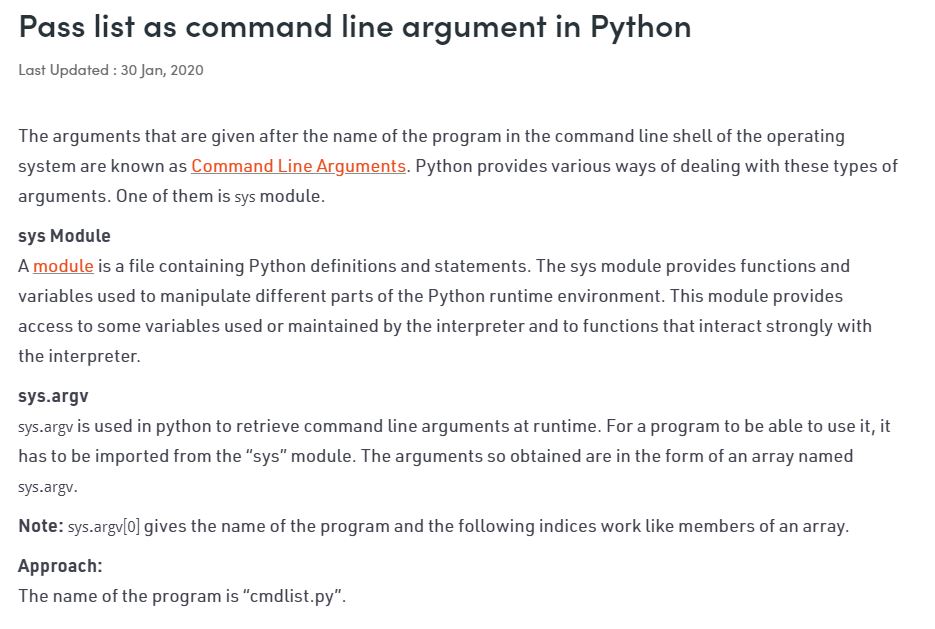 Pass list as command line argument in Python
Last Updated : 30 Jan, 2020
The arguments that are given after the name of the program in the command line shell of the operating
system are known as Command Line Arguments. Python provides various ways of dealing with these types of
arguments. One of them is sys module.
sys Module
A module is a file containing Python definitions and statements. The sys module provides functions and
variables used to manipulate different parts of the Python runtime environment. This module provides
access to some variables used or maintained by the interpreter and to functions that interact strongly with
the interpreter.
sys.argv
sys.argv is used in python to retrieve command line arguments at runtime. For a program to be able to use it, it
has to be imported from the “sys” module. The arguments so obtained are in the form of an array named
sys.argv.
Note: sys.argv[0] gives the name of the program and the following indices work like members of an array.
Approach:
The name of the program is “cmdlist.py”.